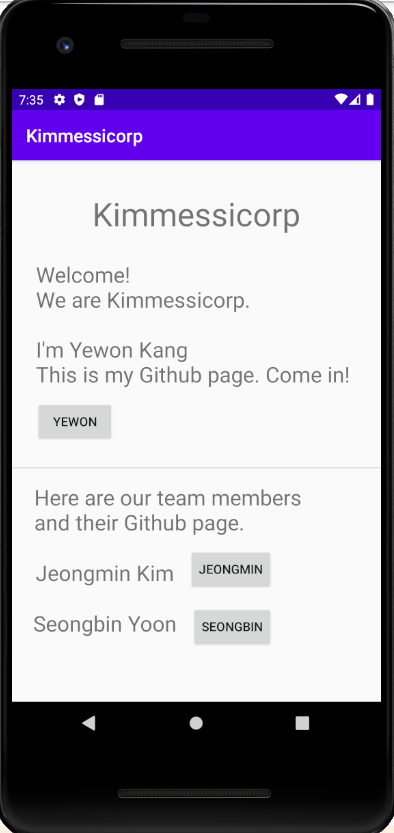 7:35
Kimmessicorp
Kimmessicorp
Welcome!
We are Kimmessicorp.
I'm Yewon Kang
This is my Github page. Come in!
YEWON
Here are our team members
and their Github page.
Jeongmin Kim JEONGMIN
Seongbin Yoon SEONGBIN